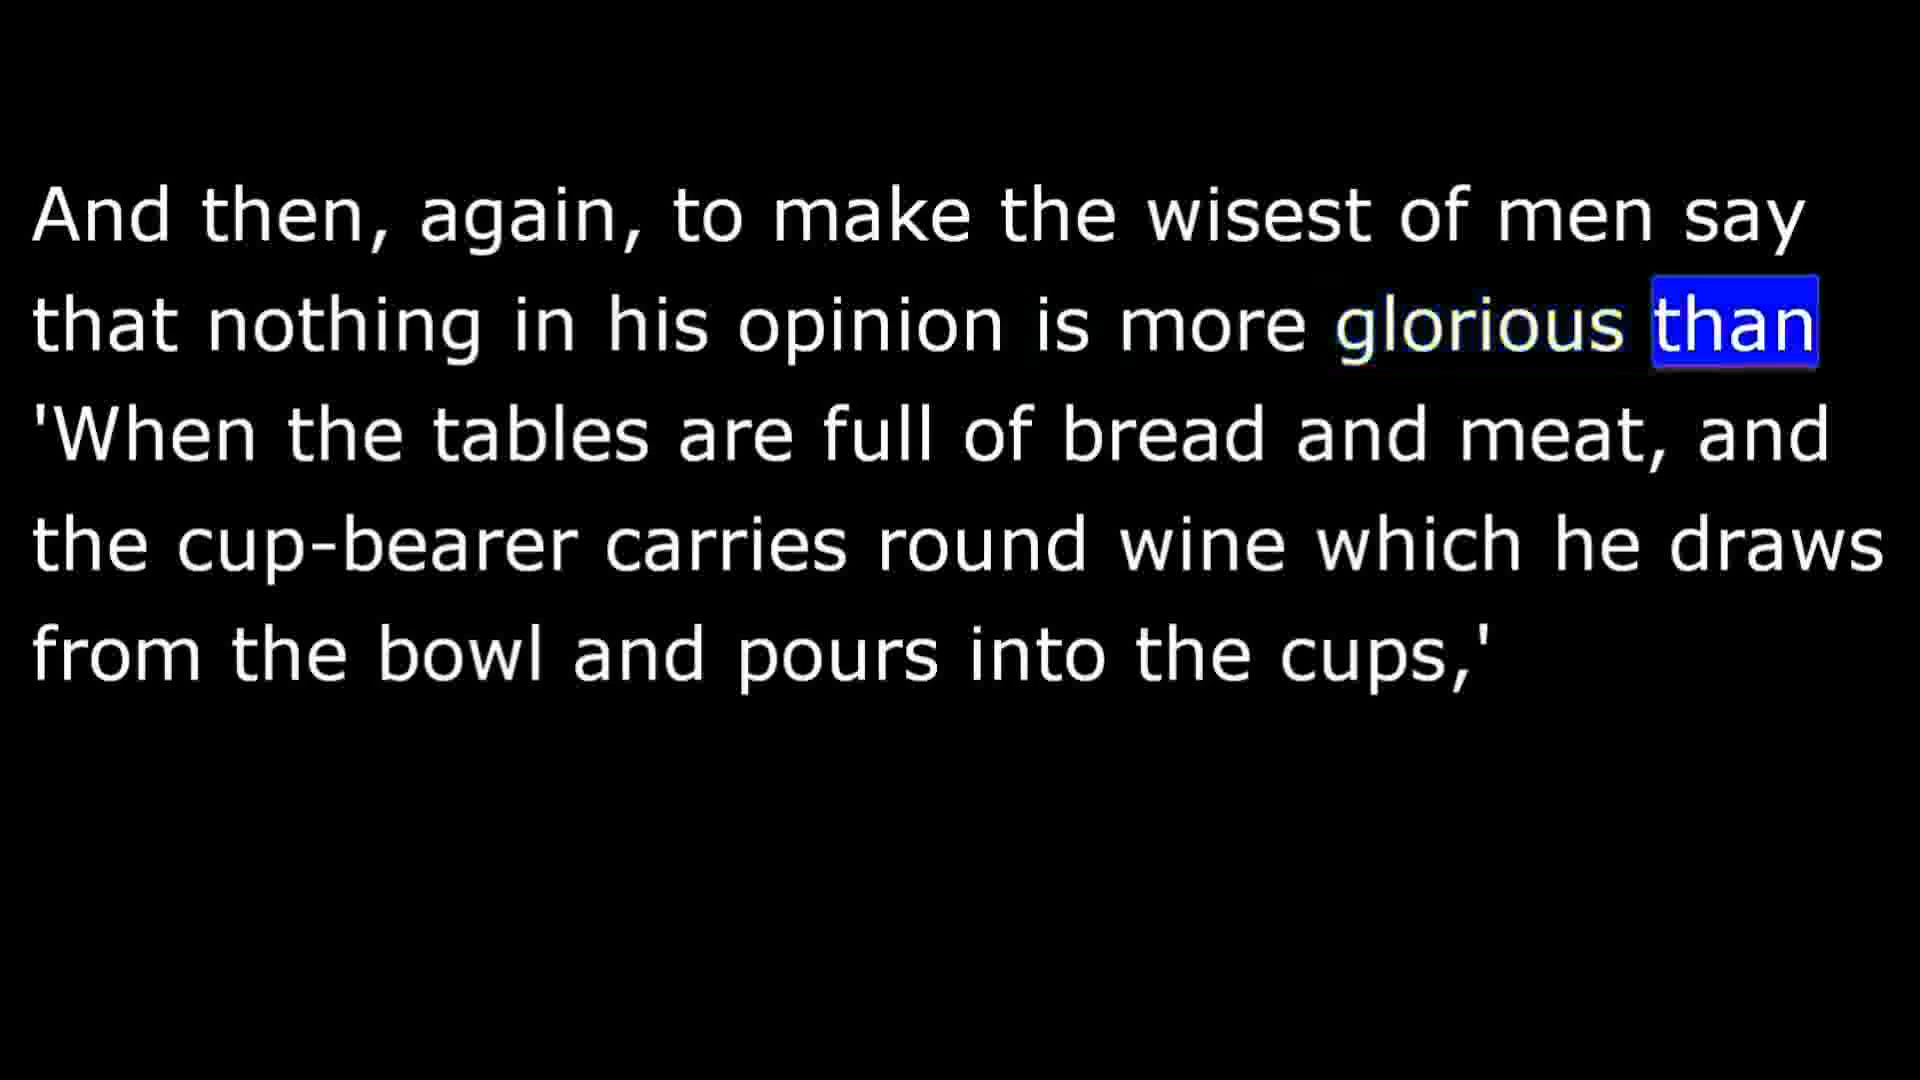 And then, again, to make the wisest of men say
that nothing in his opinion is more glorious than
'When the tables are full of bread and meat, and
the cup-bearer carries round wine which he draws
from the bowl and pours into the cups,'